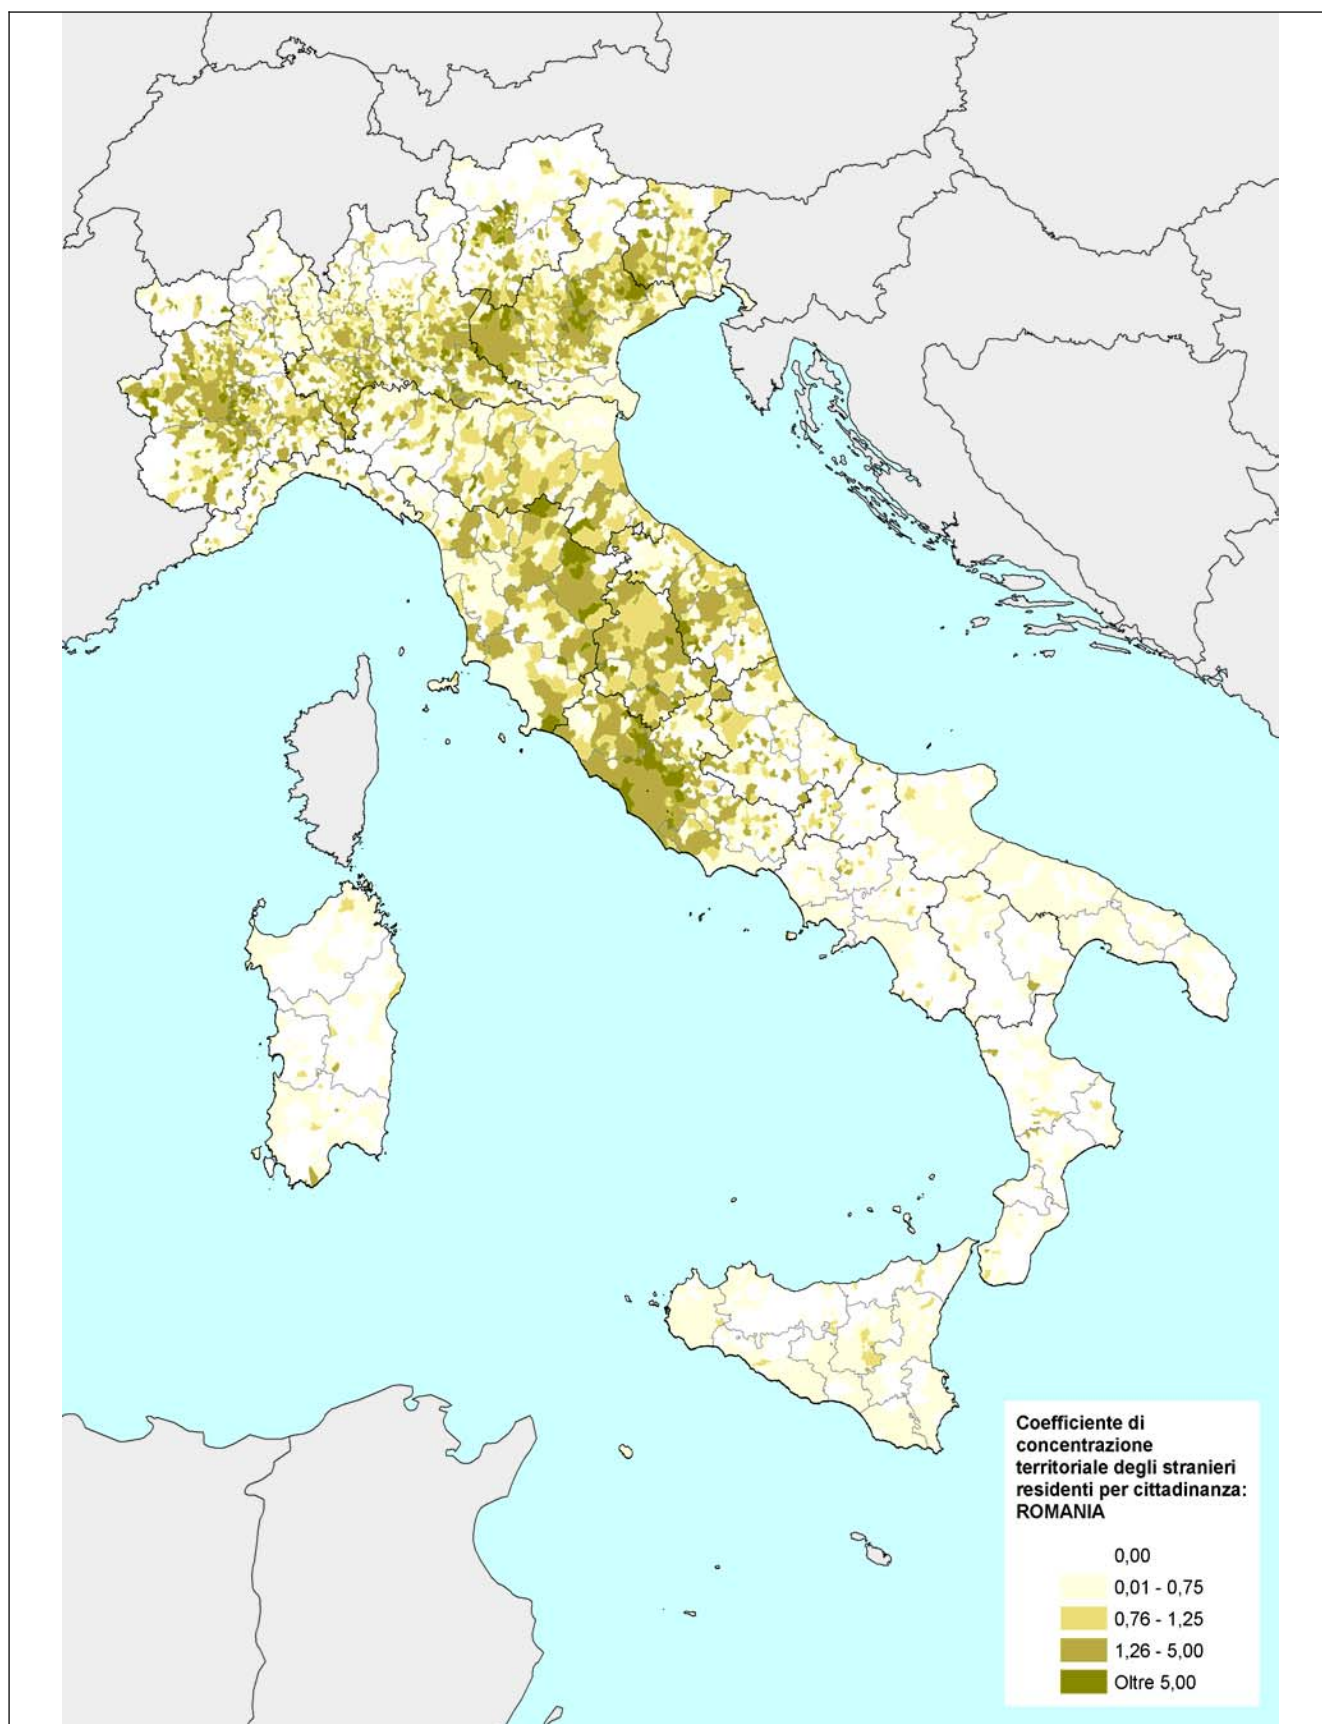 Coefficiente di
concentrazione
territoriale degli stranieri
residenti per cittadinanza:
ROMANIA
0,00
0,01 - 0,75
0,76 - 1,25
1,26 - 5,00
Oltre 5,00